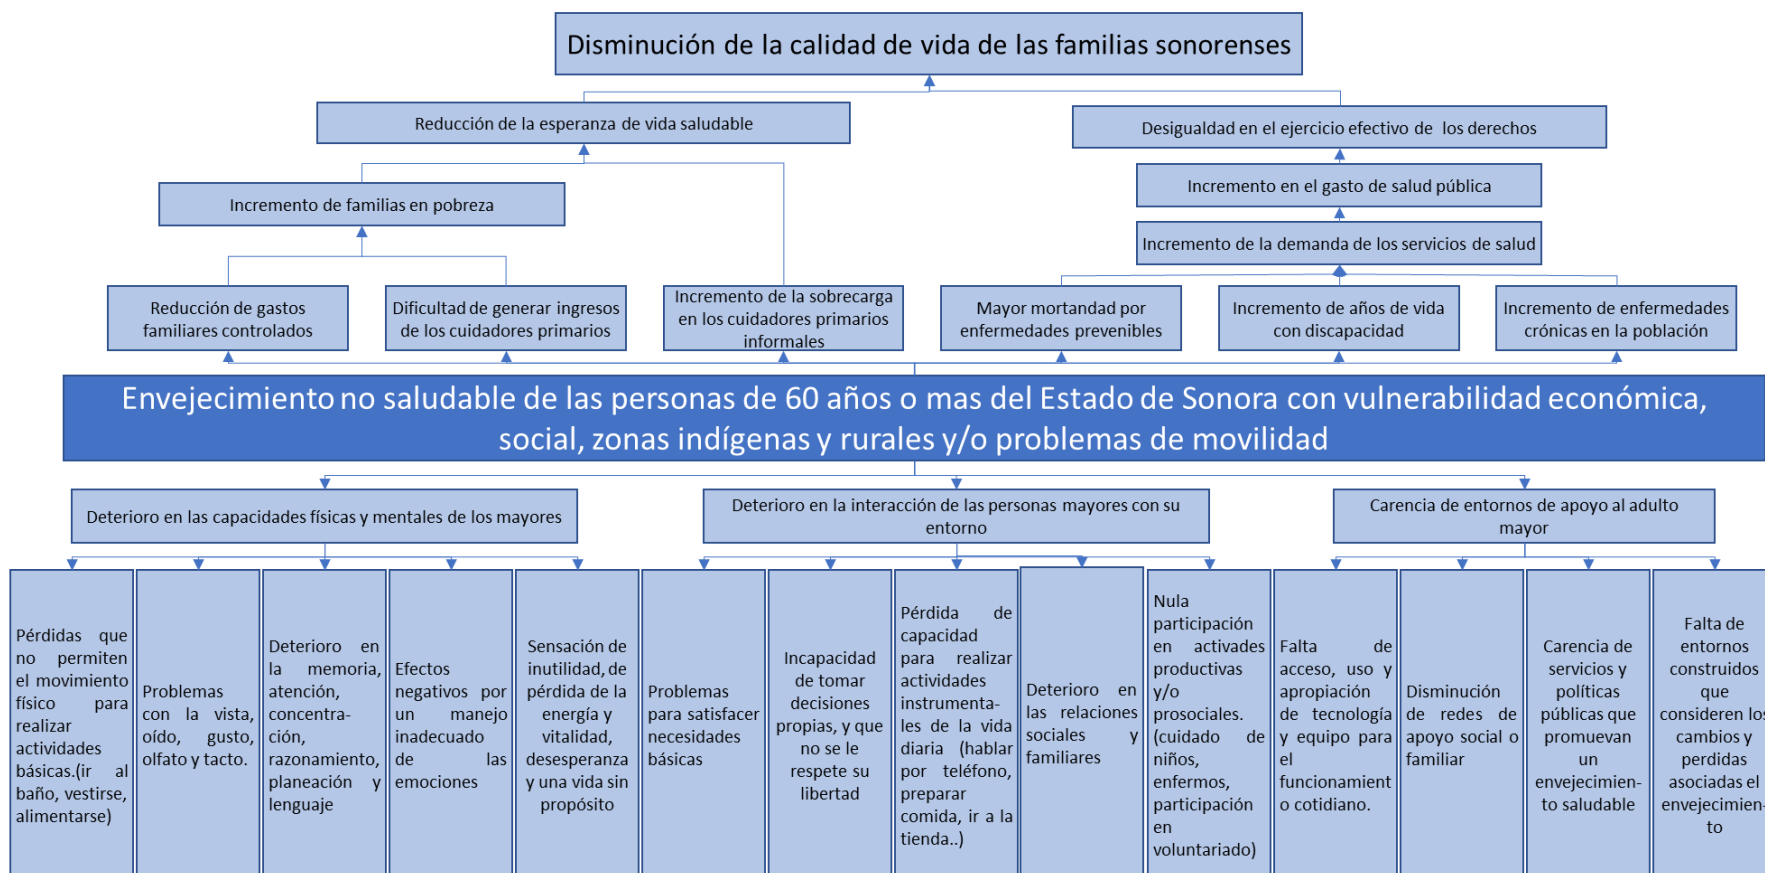 Disminución de la calidad de vida de las familias sonorenses
Reducción de la esperanza de vida saludable
Desigualdad en el ejercicio efectivo de los derechos
Incremento en el gasto de salud pública
Incremento de familias en pobreza
Incremento de la demanda de los servicios de salud
Reducción de gastos
familiares controlados
Dificultad de generar ingresos
de los cuidadores primarios
Incremento de la sobrecarga
en los cuidadores primarios
informales
Mayor mortandad por
enfermedades prevenibles
Incremento de años de vida
con discapacidad
Incremento de enfermedades
crónicas en la población
Envejecimiento no saludable de las personas de 60 años o mas del Estado de Sonora con vulnerabilidad económica,
social, zonas indígenas y rurales y/o problemas de movilidad
Deterioro en las capacidades físicas y mentales de los mayores
Deterioro en la interacción de las personas mayores con su
entorno
Carencia de entornos de apoyo al adulto
mayor
Pérdidas que
no permiten
el movimiento
físico para
realizar
actividades
básicas.(ir al
baño, vestirse,
alimentarse)
Problemas
con la vista,
oído, gusto,
olfato y tacto.
Deterioro en
la memoria,
atención,
concentra-
ción,
razonamiento,
planeación y
lenguaje
Efectos
negativos por
un manejo
inadecuado
de las
emociones
Sensación de
inutilidad, de
pérdida de la
energía y
vitalidad,
desesperanza
y una vida sin
propósito
Problemas
para satisfacer
necesidades
básicas
Incapacidad
de tomar
decisiones
propias, y que
no se le
respete su
libertad
Pérdida de
capacidad
para realizar
actividades
instrumenta-
les de la vida
diaria (hablar
por teléfono,
preparar
comida, ir a la
tienda..)
Deterioro en
las relaciones
sociales y
familiares
Nula
participación
en activades
productivas
y/o
prosociales.
(cuidado de
niños,
enfermos,
participación
en
voluntariado)
Falta de
acceso, uso y
apropiación
de tecnología
y equipo para
el
funcionamient
o cotidiano.
Disminución
de redes de
apoyo social o
familiar
Carencia de
servicios y
políticas
públicas que
promuevan
un
envejecimien-
to saludable
Falta de
entornos
construidos
que
consideren los
cambios y
perdidas
asociadas el
envejecimien-
to